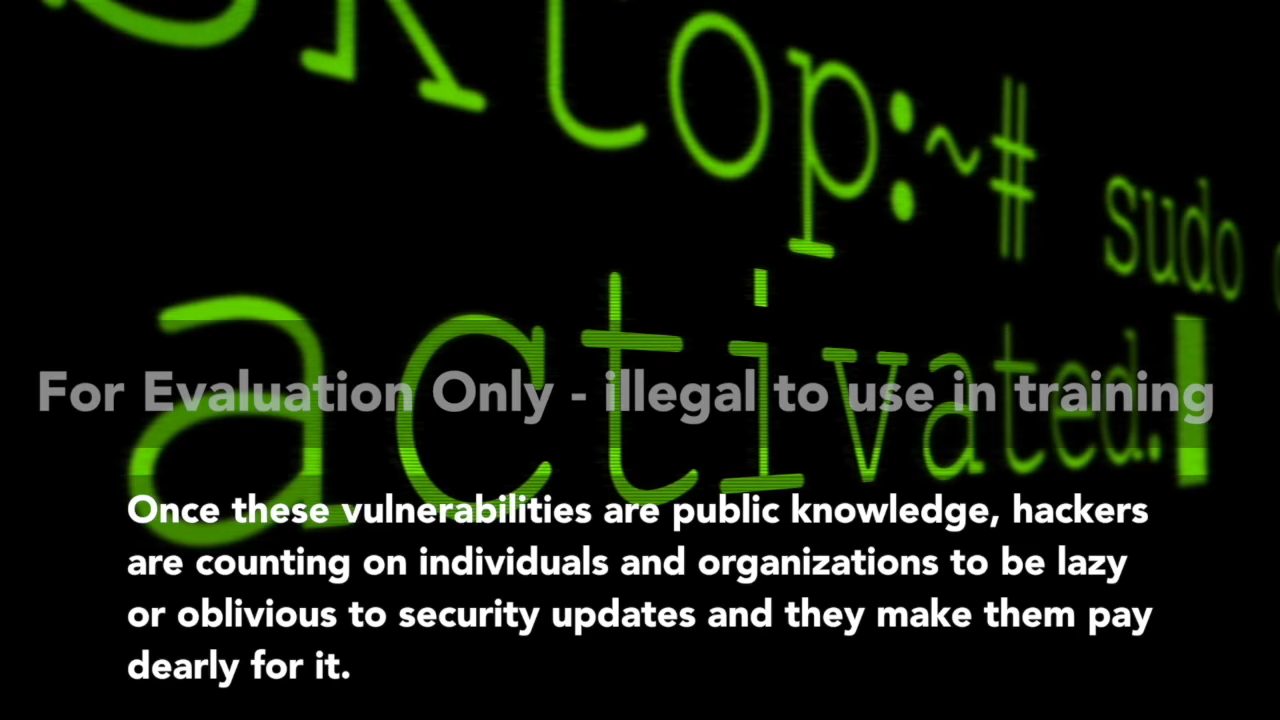 top:~# sudo
activated.
For Evaluation Only - illegal to use in training
Once these vulnerabilities are public knowledge, hackers
are counting on individuals and organizations to be lazy
or oblivious to security updates and they make them pay
dearly for it.